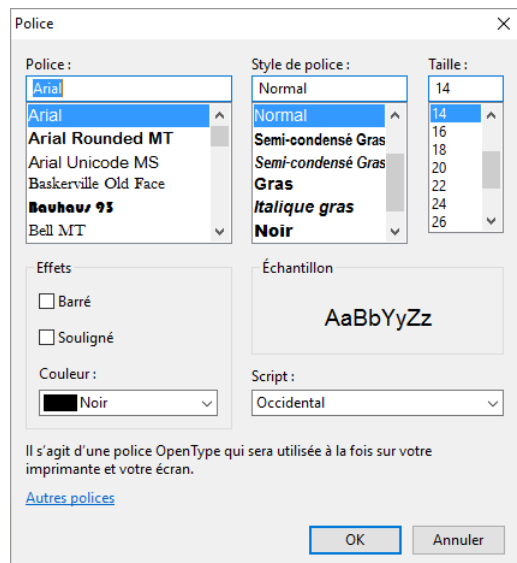 Police
Police :
Arial
Arial
Arial Rounded MT
Arial Unicode MS
Baskerville Old Face
Bauhaus 93
Bell MT
Style de police :
Normal
Normal
Semi-condensé Gras
Semi-condensé Gras
Gras
Italique gras
Noir
Taille :
14
14
16
18
20
22
24
26
Effets
Barré
Souligné
Couleur :
Noir
Échantillon
AaBbYyZz
Script :
Occidental
Il s'agit d'une police OpenType qui sera utilisée à la fois sur votre
imprimante et votre écran.
Autres polices
OK
Annuler